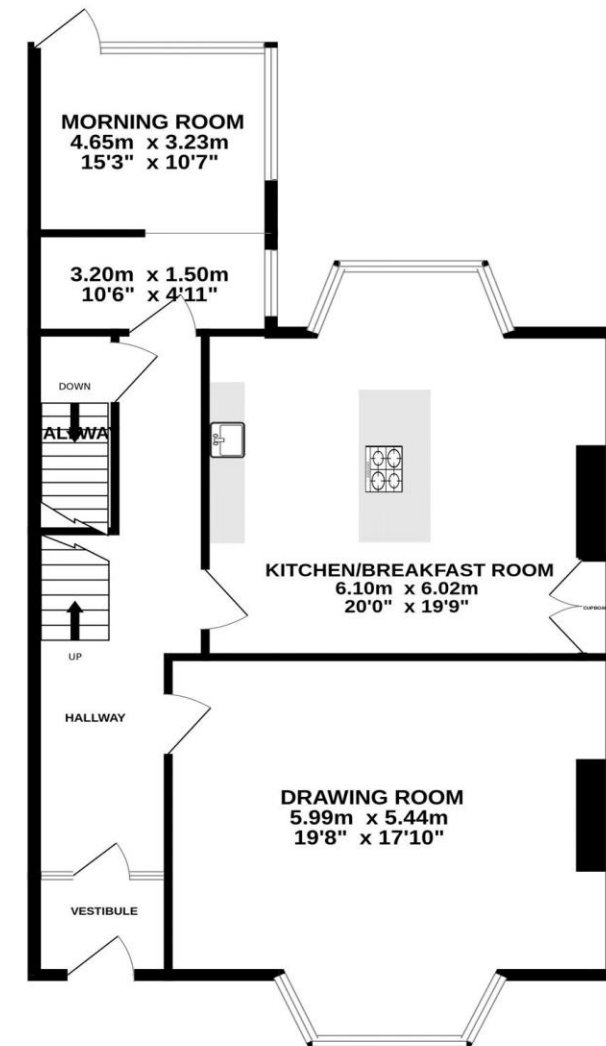 MORNING ROOM
4.65m x 3.23m
15'3" x 10'7"
3.20m x 1.50m
10'6" x 4'11"
DOWN
ALLWAY
KITCHEN/BREAKFAST ROOM
6.10m x 6.02m
20'0" x 19'9"
CUPBOA
UP
HALLWAY
DRAWING ROOM
5.99m x 5.44m
19'8" x 17'10"
VESTIBULE